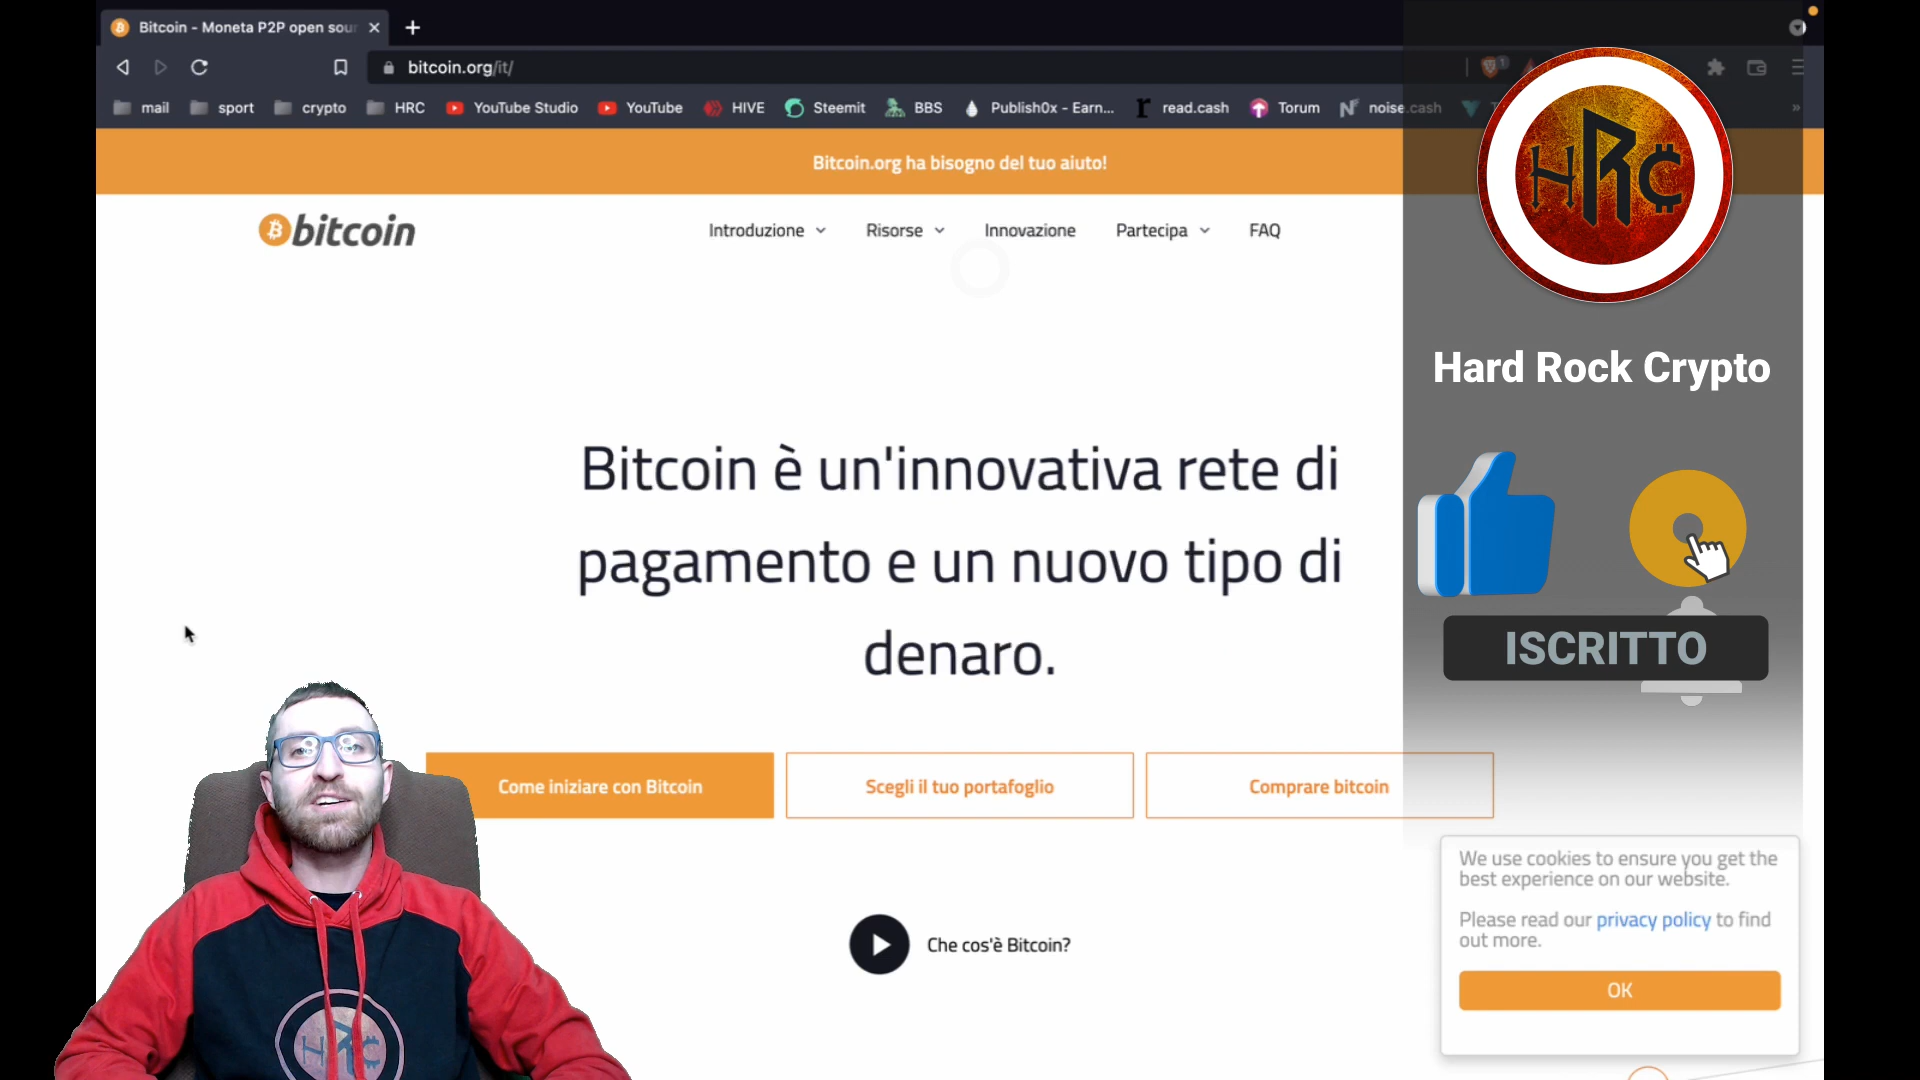 Bitcoin - Moneta P2P open sour
bitcoin.org/it/
mail sport crypto HRC YouTube Studio YouTube HIVE Steemit BBS Publish0x - Earn... read.cash Torum noise.cash
Bitcoin.org ha bisogno del tuo aiuto!
bitcoin
Introduzione Risorse Innovazione Partecipa FAQ
HRC
Hard Rock Crypto
Bitcoin è un'innovativa rete di
pagamento e un nuovo tipo di
denaro.
ISCRITTO
Come iniziare con Bitcoin
Scegli il tuo portafoglio
Comprare bitcoin
Che cos'è Bitcoin?
We use cookies to ensure you get the
best experience on our website.
Please read our privacy policy to find
out more.
OK
HRC